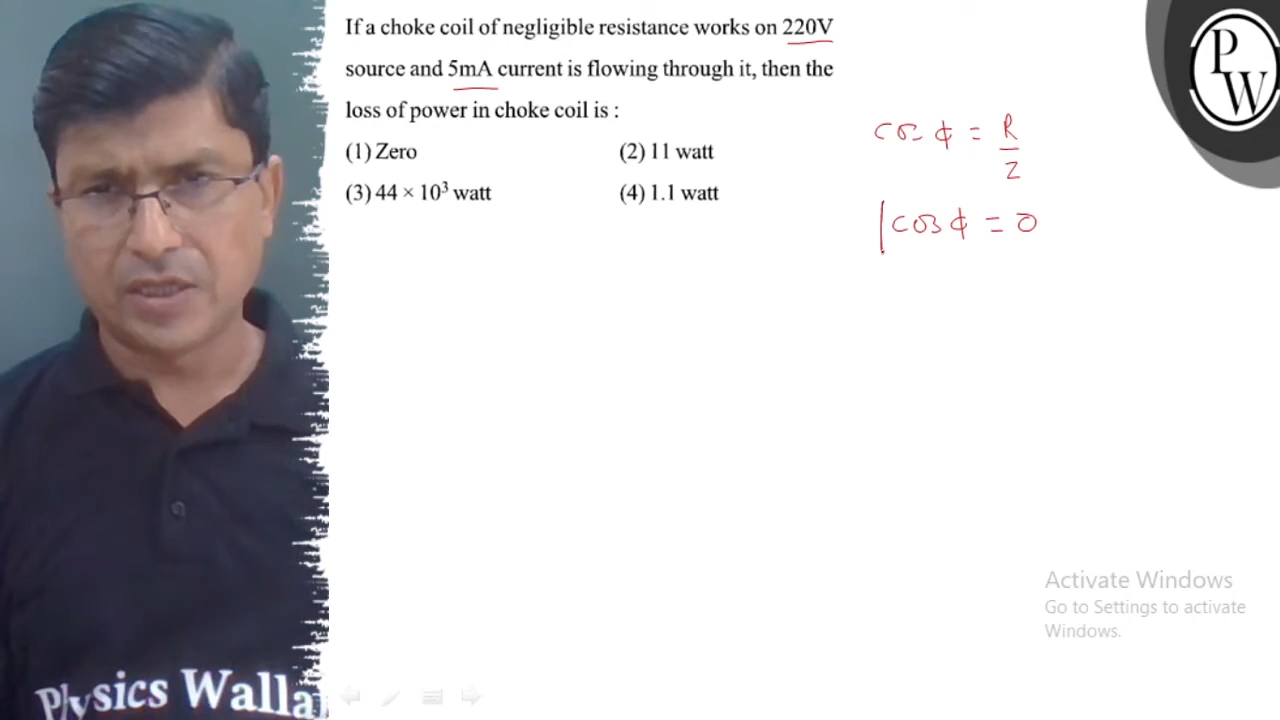 If a choke coil of negligible resistance works on 220V
source and 5mA current is flowing through it, then the
loss of power in choke coil is :
(1) Zero (2) 11 watt
(3) 44 × 10³ watt (4) 1.1 watt
cos φ = R/Z
cos φ = 0
P
W
Activate Windows
Go to Settings to activate
Windows.
Physics Walla